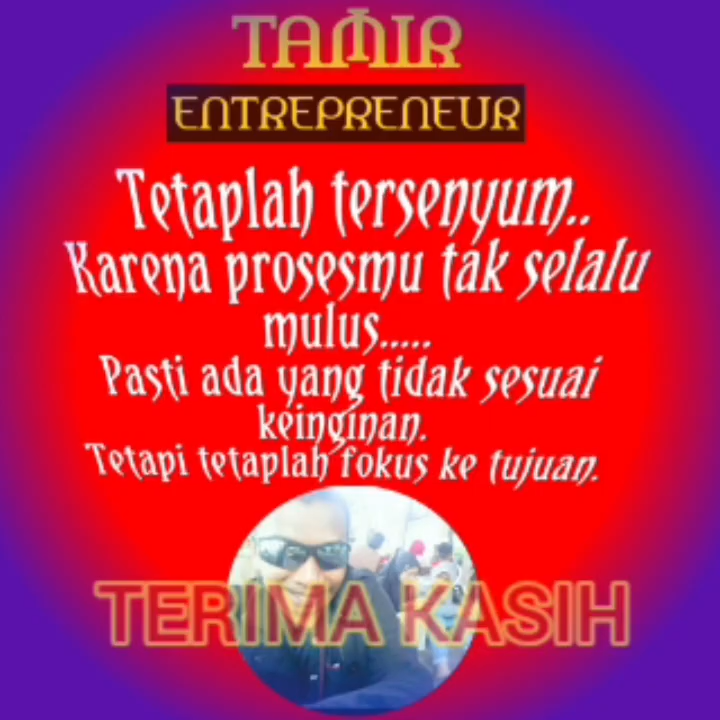 TAMIR
ENTREPRENEUR
Tetaplah tersenyum..
Karena prosesmu tak selalu
mulus.....
Pasti ada yang tidak sesuai
keinginan.
Tetapi tetaplah fokus ke tujuan.
TERIMA KASIH